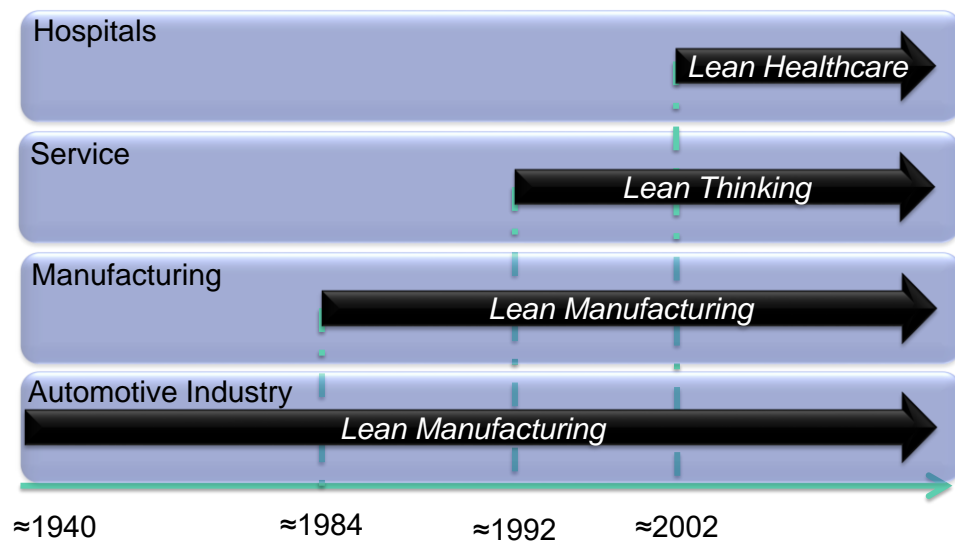 Hospitals
Lean Healthcare
Service
Lean Thinking
Manufacturing
Lean Manufacturing
Automotive Industry
Lean Manufacturing
≈1940
≈1984
≈1992
≈2002